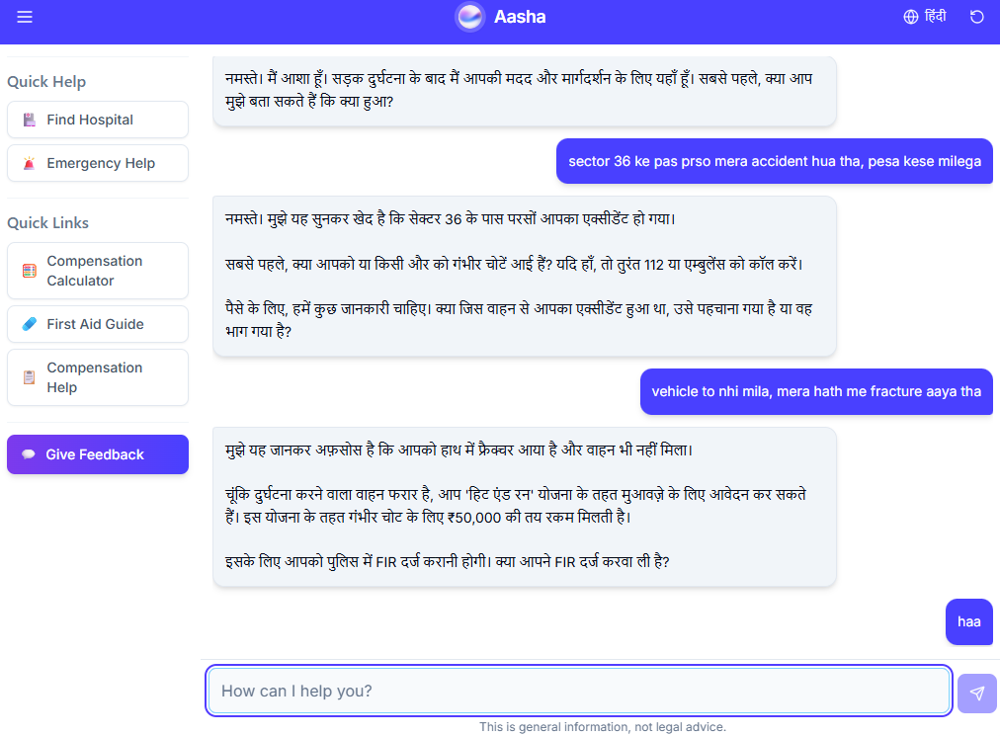 Aasha
हिंदी
Quick Help
Find Hospital
Emergency Help
Quick Links
Compensation
Calculator
First Aid Guide
Compensation
Help
Give Feedback
नमस्ते। मैं आशा हूँ। सड़क दुर्घटना के बाद मैं आपकी मदद और मार्गदर्शन के लिए यहाँ हूँ। सबसे पहले, क्या आप
मुझे बता सकते हैं कि क्या हुआ?
sector 36 ke pas prso mera accident hua tha, pesa kese milega
नमस्ते। मुझे यह सुनकर खेद है कि सेक्टर 36 के पास परसों आपका एक्सीडेंट हो गया।
सबसे पहले, क्या आपको या किसी और को गंभीर चोटें आई हैं? यदि हाँ, तो तुरंत 112 या एम्बुलेंस को कॉल करें।
पैसे के लिए, हमें कुछ जानकारी चाहिए। क्या जिस वाहन से आपका एक्सीडेंट हुआ था, उसे पहचाना गया है या वह
भाग गया है?
vehicle to nhi mila, mera hath me fracture aaya tha
मुझे यह जानकर अफ़सोस है कि आपको हाथ में फ्रैक्चर आया है और वाहन भी नहीं मिला।
चूंकि दुर्घटना करने वाला वाहन फरार है, आप 'हिट एंड रन' योजना के तहत मुआवज़े के लिए आवेदन कर सकते
हैं। इस योजना के तहत गंभीर चोट के लिए ₹50,000 की तय रकम मिलती है।
इसके लिए आपको पुलिस में FIR दर्ज करानी होगी। क्या आपने FIR दर्ज करवा ली है?
haa
How can I help you?
This is general information, not legal advice.